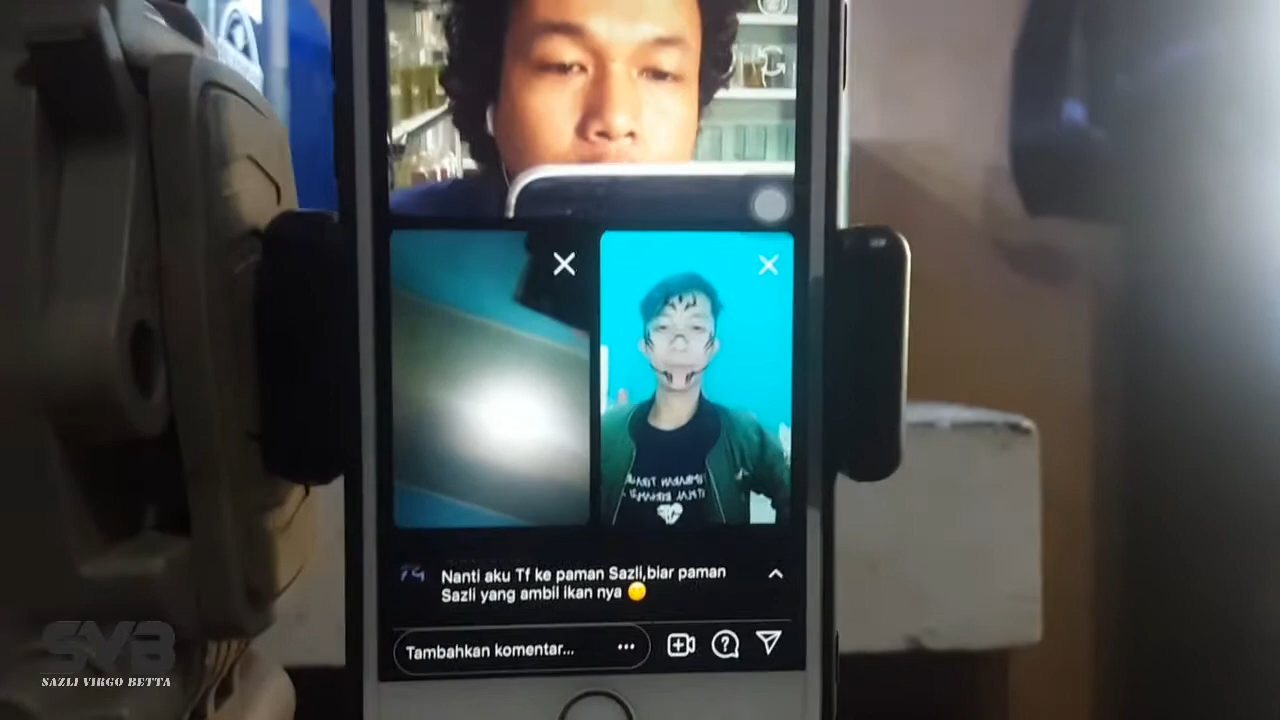 Nanti aku Tf ke paman Sazli,biar paman
Sazli yang ambil ikan nya
Tambahkan komentar...
SVB
SAZLI VIRGO BETTA